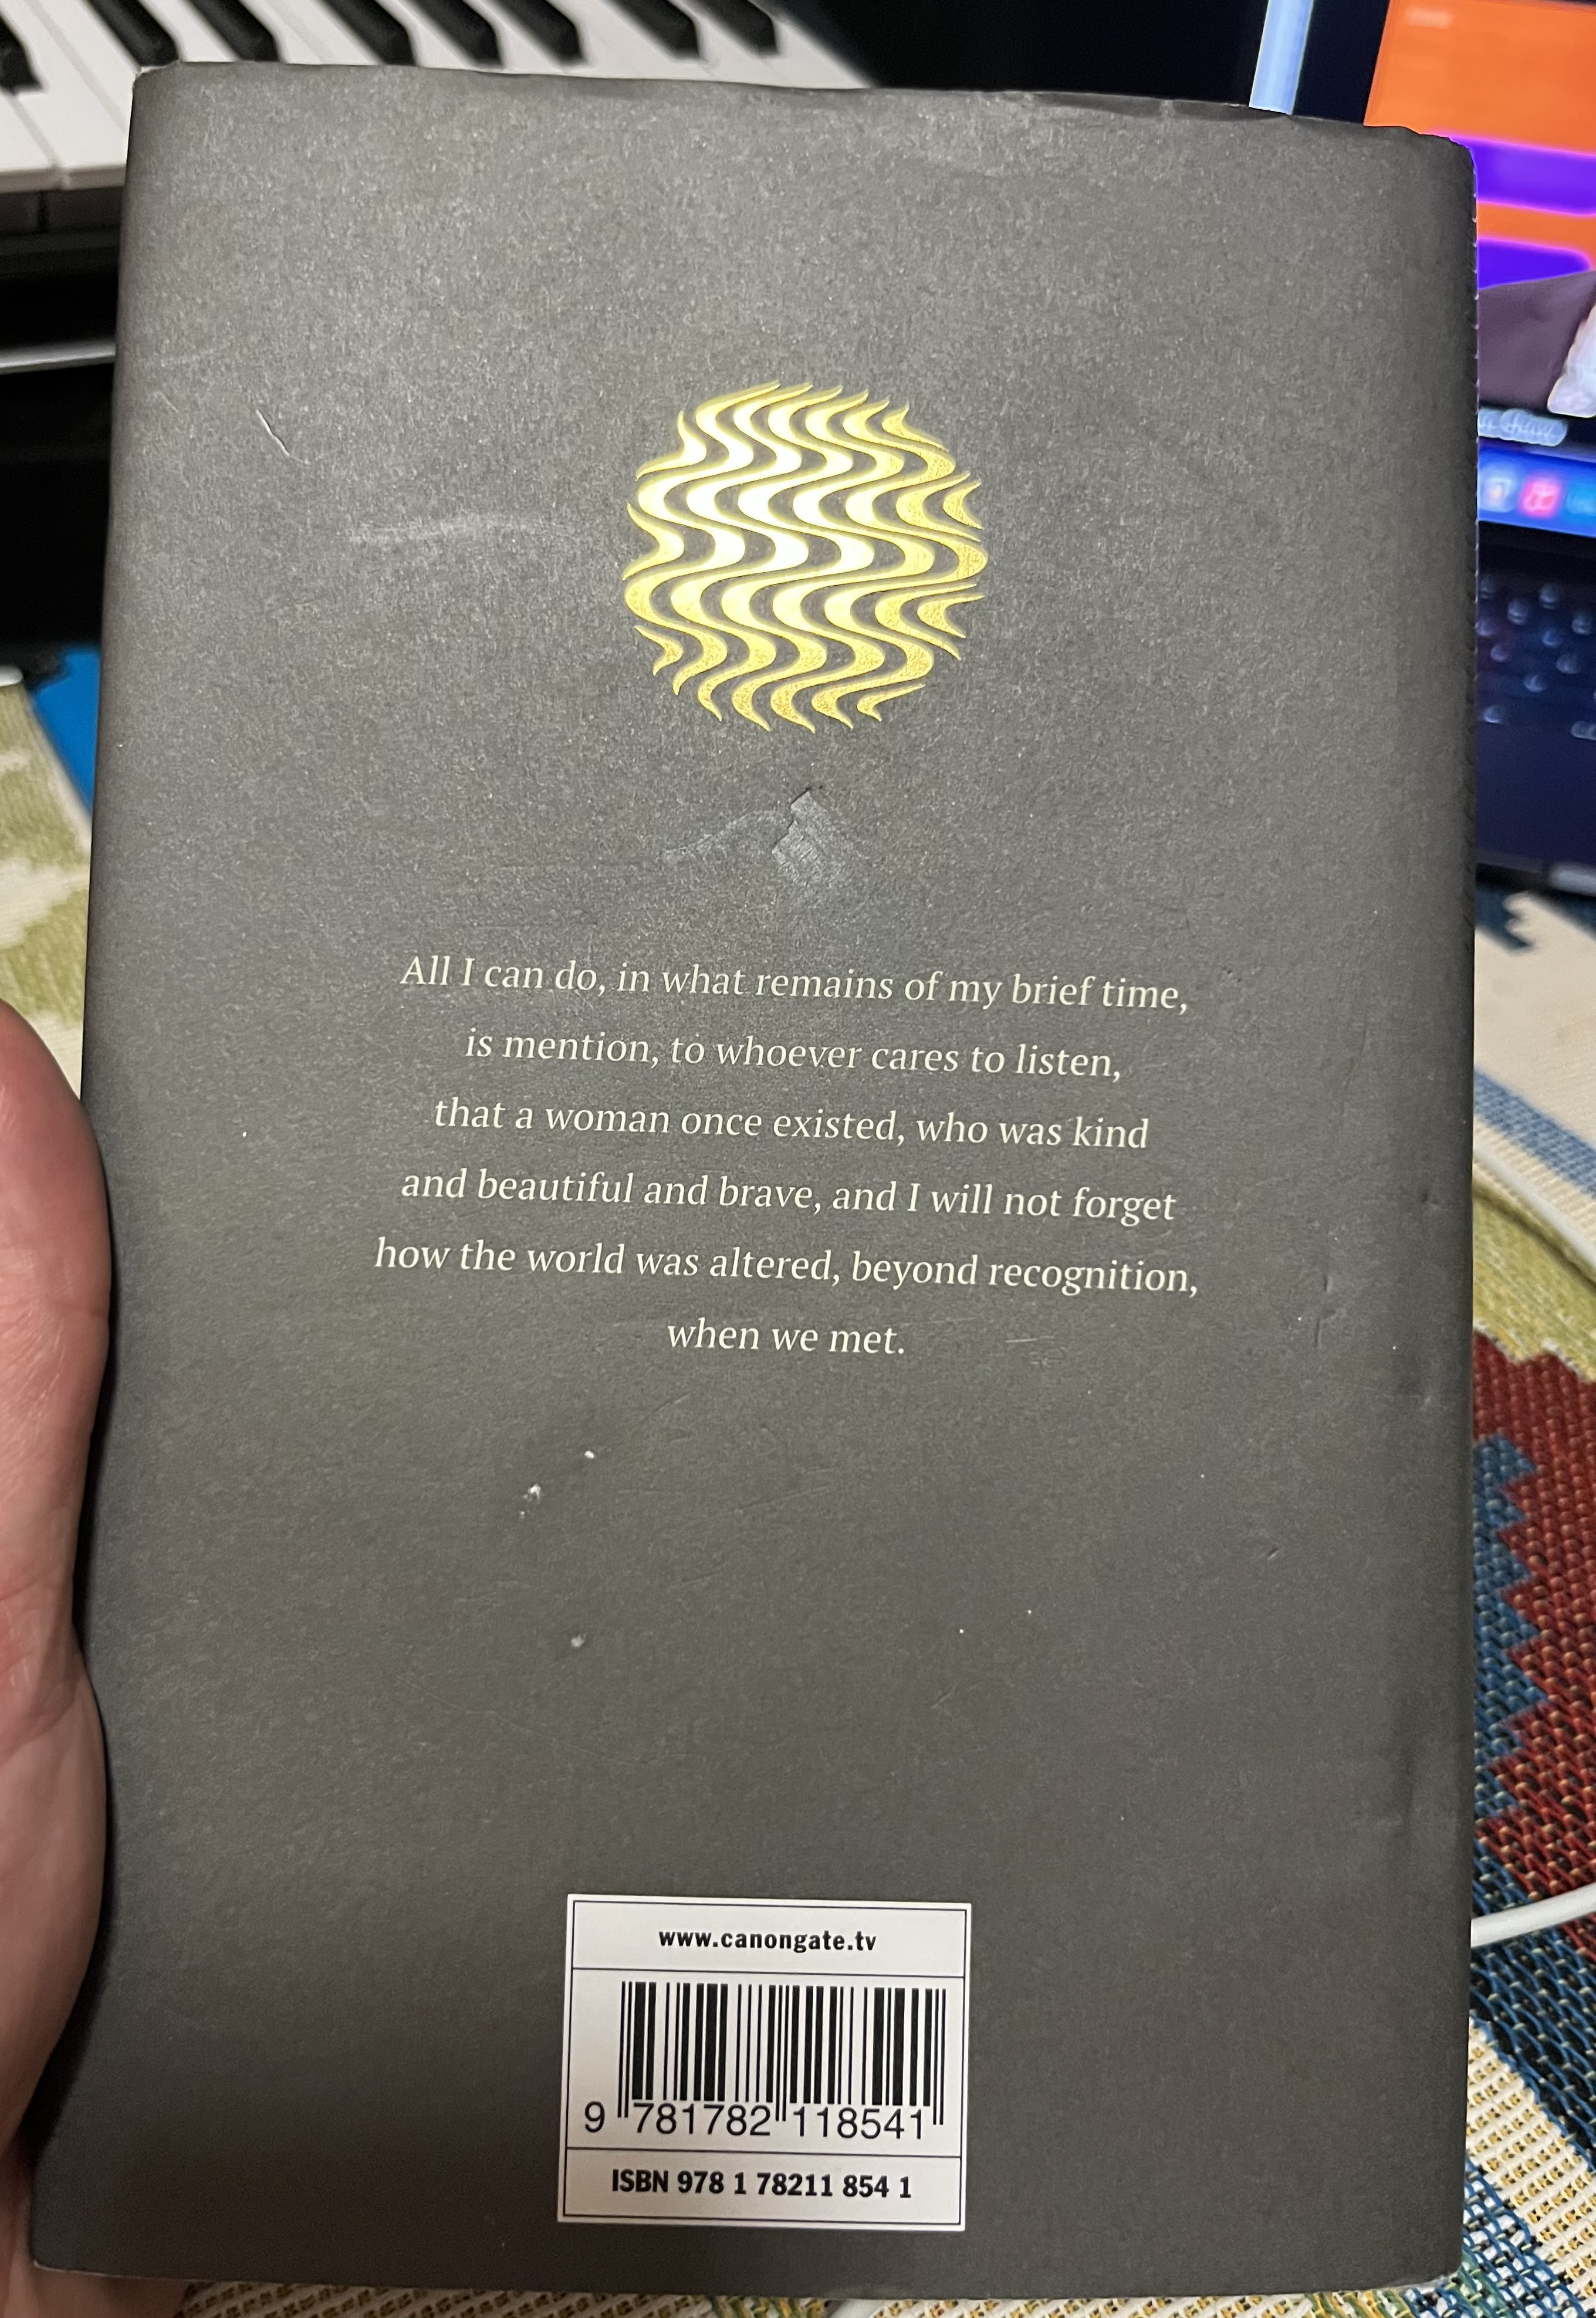 All I can do, in what remains of my brief time,
is mention, to whoever cares to listen,
that a woman once existed, who was kind
and beautiful and brave, and I will not forget
how the world was altered, beyond recognition,
when we met.
www.canongate.tv
9 781782 118541
ISBN 978 1 78211 854 1